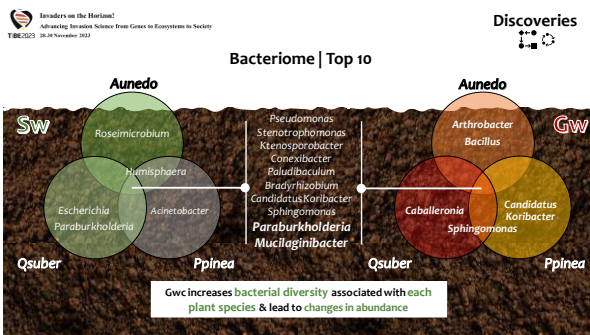 Invaders on the Horizon!
Advancing Invasion Science from Genes to Ecosystems to Society
TiBE2023
28-30 November 2023
Discoveries
Bacteriome | Top 10
Aunedo
Sw
Roseimicrobium
Humisphaera
Escherichia
Paraburkholderia
Acinetobacter
Qsuber
Ppinea
Pseudomonas
Stenotrophomonas
Ktenosporobacter
Conexibacter
Paludibaculum
Bradyrhizobium
Candidatus Koribacter
Sphingomonas
Paraburkholderia
Mucilaginibacter
Aunedo
Gw
Arthrobacter
Bacillus
Caballeronia
Candidatus
Koribacter
Sphingomonas
Qsuber
Ppinea
Gwc increases bacterial diversity associated with each
plant species & lead to changes in abundance